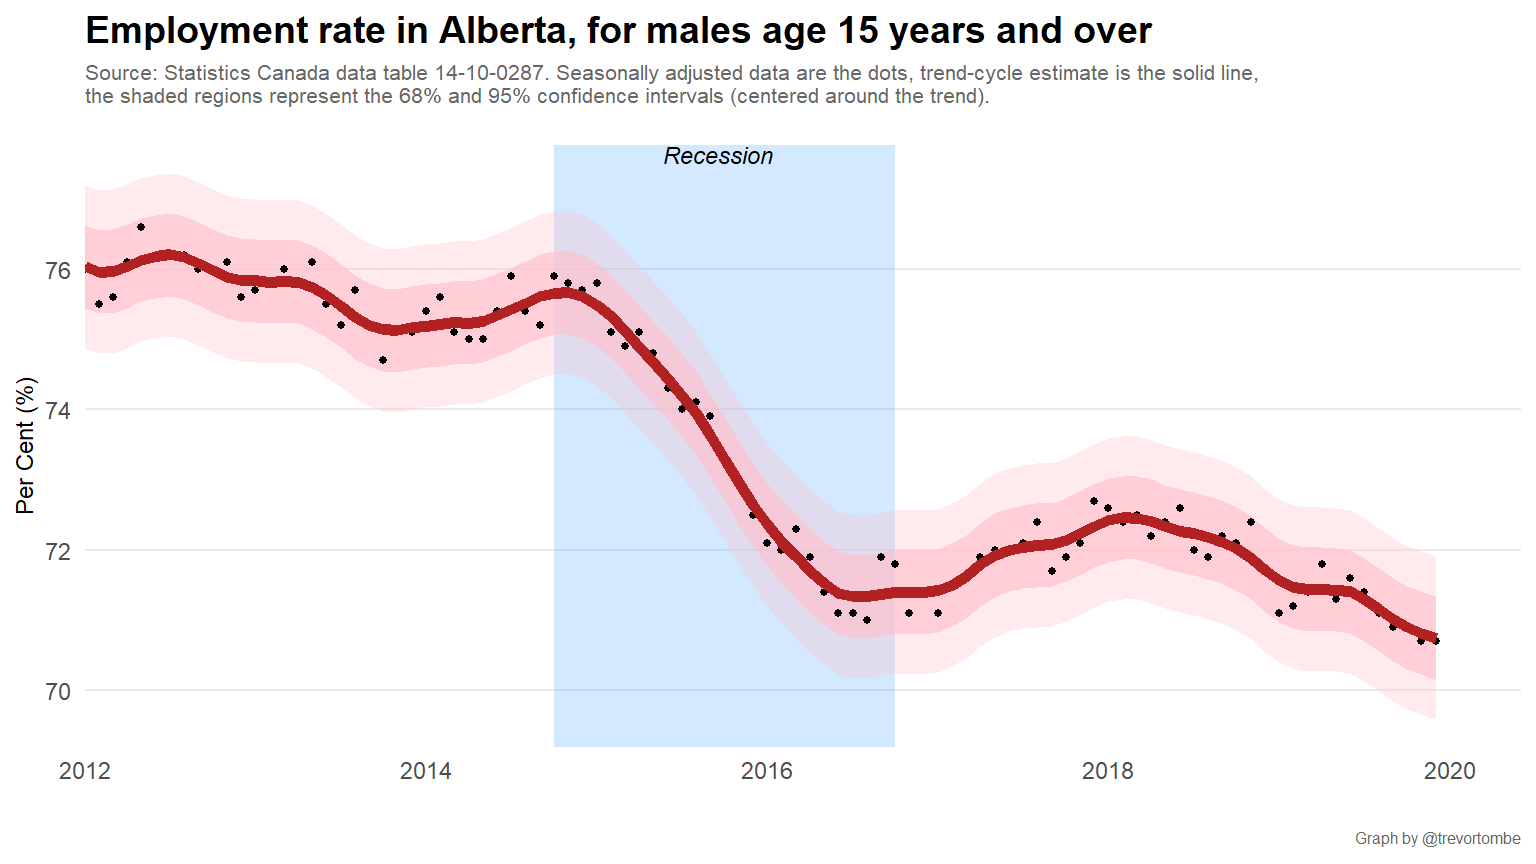 Employment rate in Alberta, for males age 15 years and over
Source: Statistics Canada data table 14-10-0287. Seasonally adjusted data are the dots, trend-cycle estimate is the solid line,
the shaded regions represent the 68% and 95% confidence intervals (centered around the trend).
Recession
Per Cent (%)
76
74
72
70
2012 2014 2016 2018 2020
Graph by @trevortombe